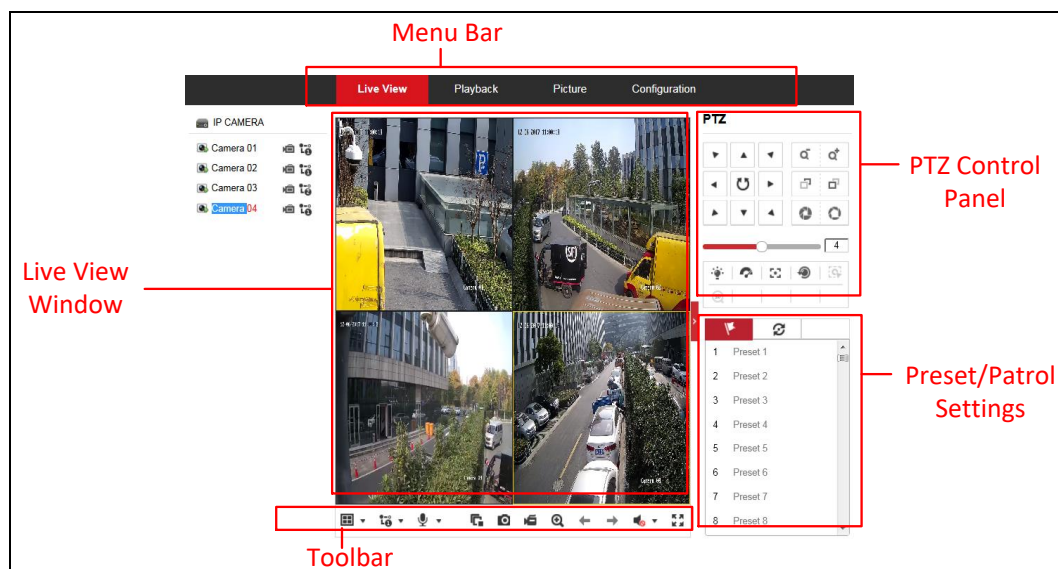 Menu Bar
Live View Playback Picture Configuration
IP CAMERA
Camera 01
Camera 02
Camera 03
Camera 04
PTZ
4
PTZ Control
Panel
Live View
Window
P
SF
Preset/Patrol
Settings
1 Preset 1
2 Preset 2
3 Preset 3
4 Preset 4
5 Preset 5
6 Preset 6
7 Preset 7
8 Preset 8
Toolbar